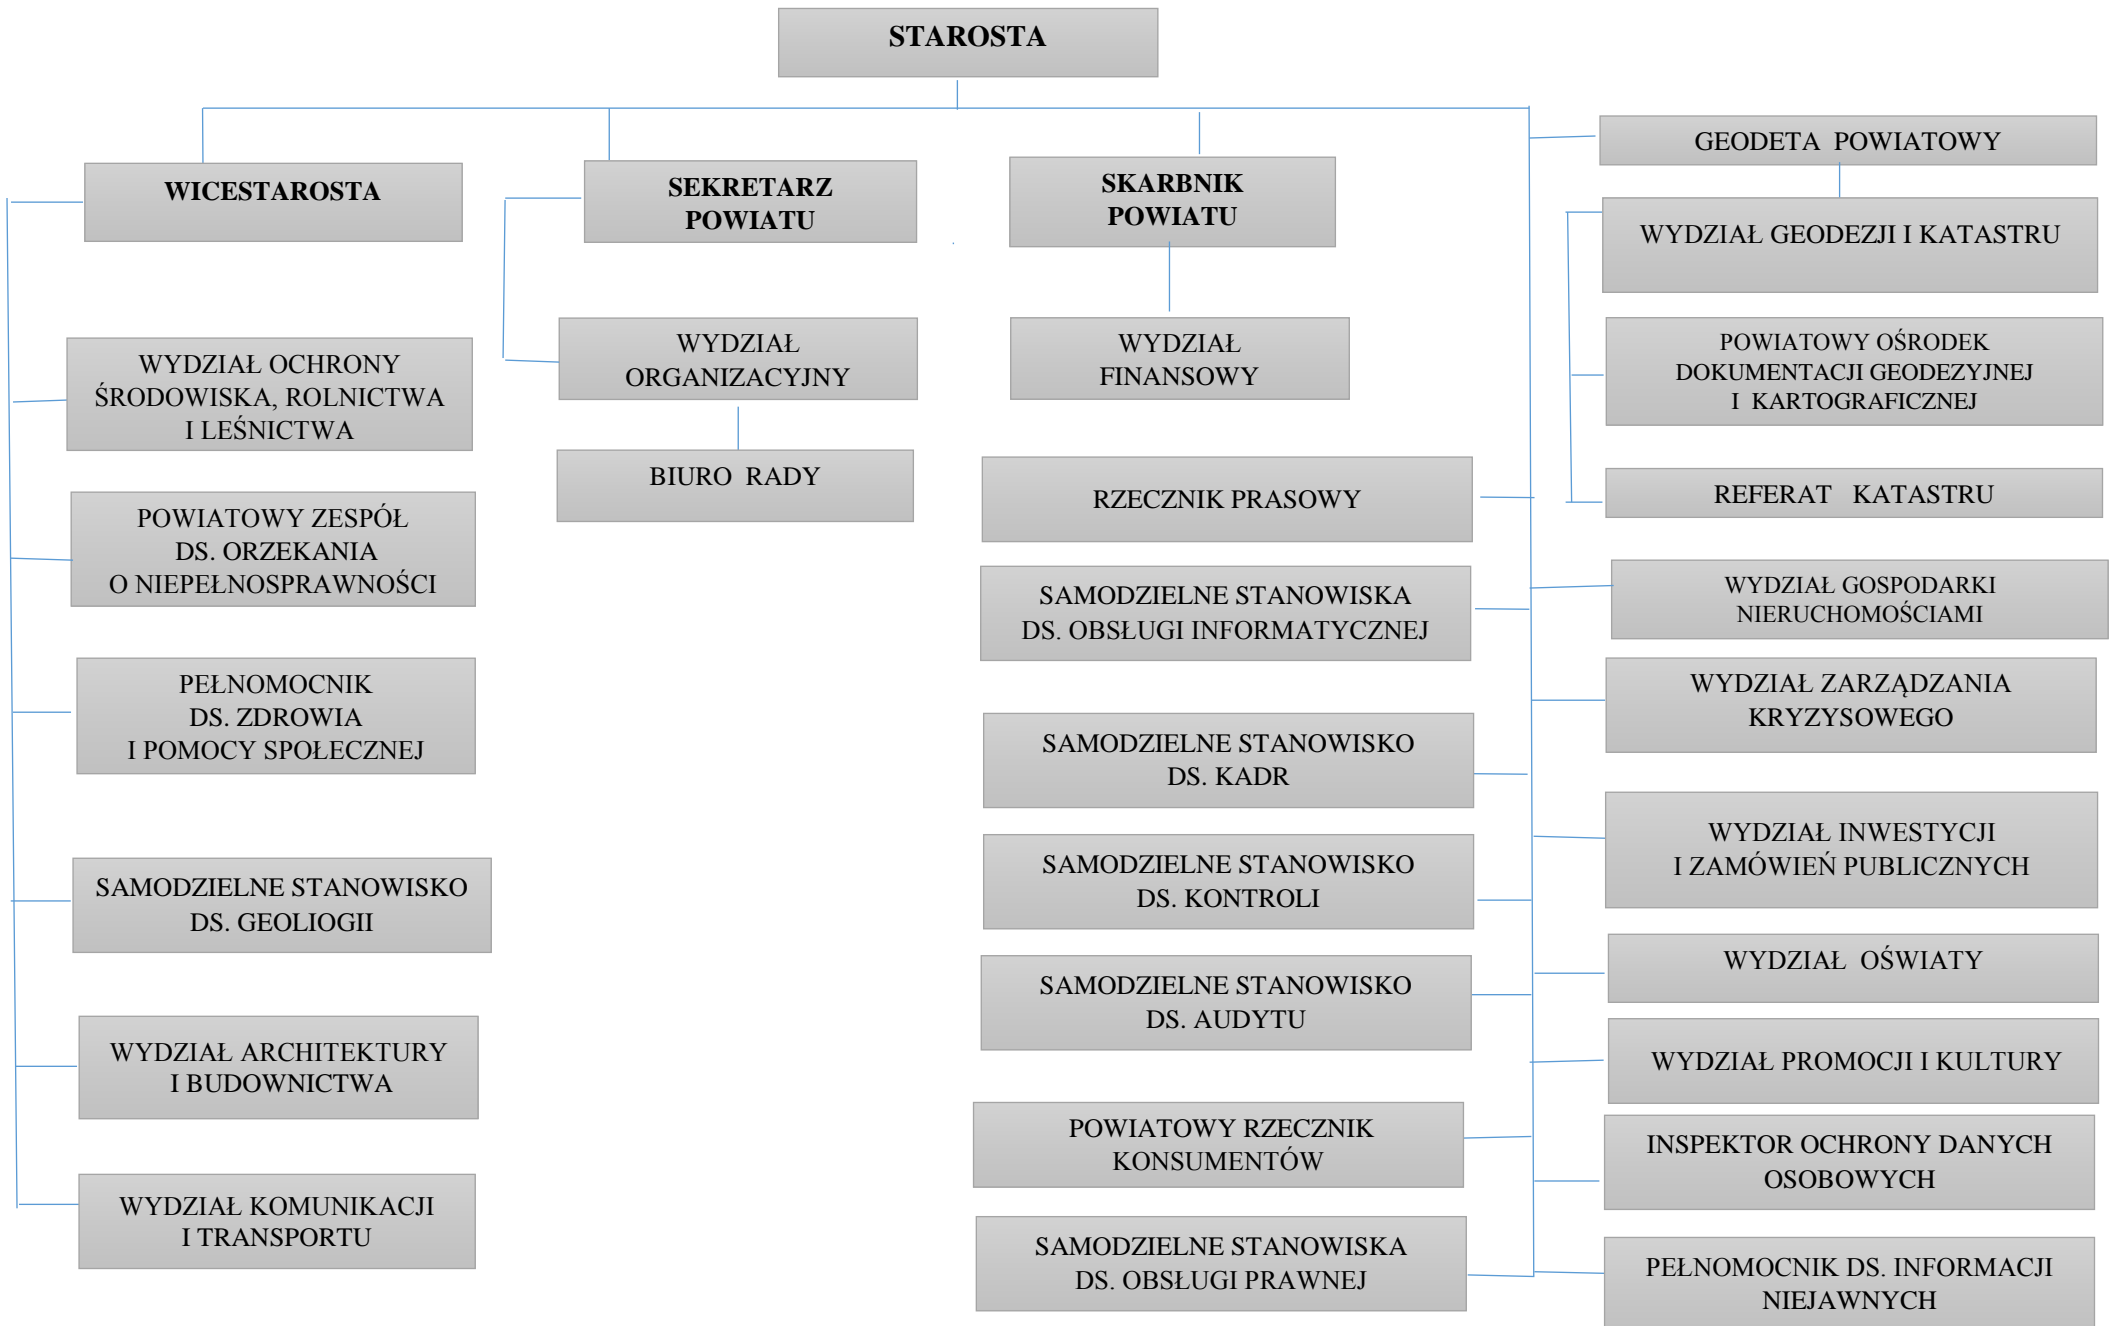 STAROSTA
WICESTAROSTA
WYDZIAŁ OCHRONY
ŚRODOWISKA, ROLNICTWA
I LEŚNICTWA
POWIATOWY ZESPÓŁ
DS. ORZEKANIA
O NIEPEŁNOSPRAWNOŚCI
PEŁNOMOCNIK
DS. ZDROWIA
I POMOCY SPOŁECZNEJ
SAMODZIELNE STANOWISKO
DS. GEOLIOGII
WYDZIAŁ ARCHITEKTURY
I BUDOWNICTWA
WYDZIAŁ KOMUNIKACJI
I TRANSPORTU
SEKRETARZ
POWIATU
WYDZIAŁ
ORGANIZACYJNY
BIURO RADY
SKARBNIK
POWIATU
WYDZIAŁ
FINANSOWY
RZECZNIK PRASOWY
SAMODZIELNE STANOWISKA
DS. OBSŁUGI INFORMATYCZNEJ
SAMODZIELNE STANOWISKO
DS. KADR
SAMODZIELNE STANOWISKO
DS. KONTROLI
SAMODZIELNE STANOWISKO
DS. AUDYTU
POWIATOWY RZECZNIK
KONSUMENTÓW
SAMODZIELNE STANOWISKA
DS. OBSŁUGI PRAWNEJ
GEODETA POWIATOWY
WYDZIAŁ GEODEZJI I KATASTRU
POWIATOWY OŚRODEK
DOKUMENTACJI GEODEZYJNEJ
I KARTOGRAFICZNEJ
REFERAT KATASTRU
WYDZIAŁ GOSPODARKI
NIERUCHOMOŚCIAMI
WYDZIAŁ ZARZĄDZANIA
KRYZYSOWEGO
WYDZIAŁ INWESTYCJI
I ZAMÓWIEŃ PUBLICZNYCH
WYDZIAŁ OŚWIATY
WYDZIAŁ PROMOCJI I KULTURY
INSPEKTOR OCHRONY DANYCH
OSOBOWYCH
PEŁNOMOCNIK DS. INFORMACJI
NIEJAWNYCH